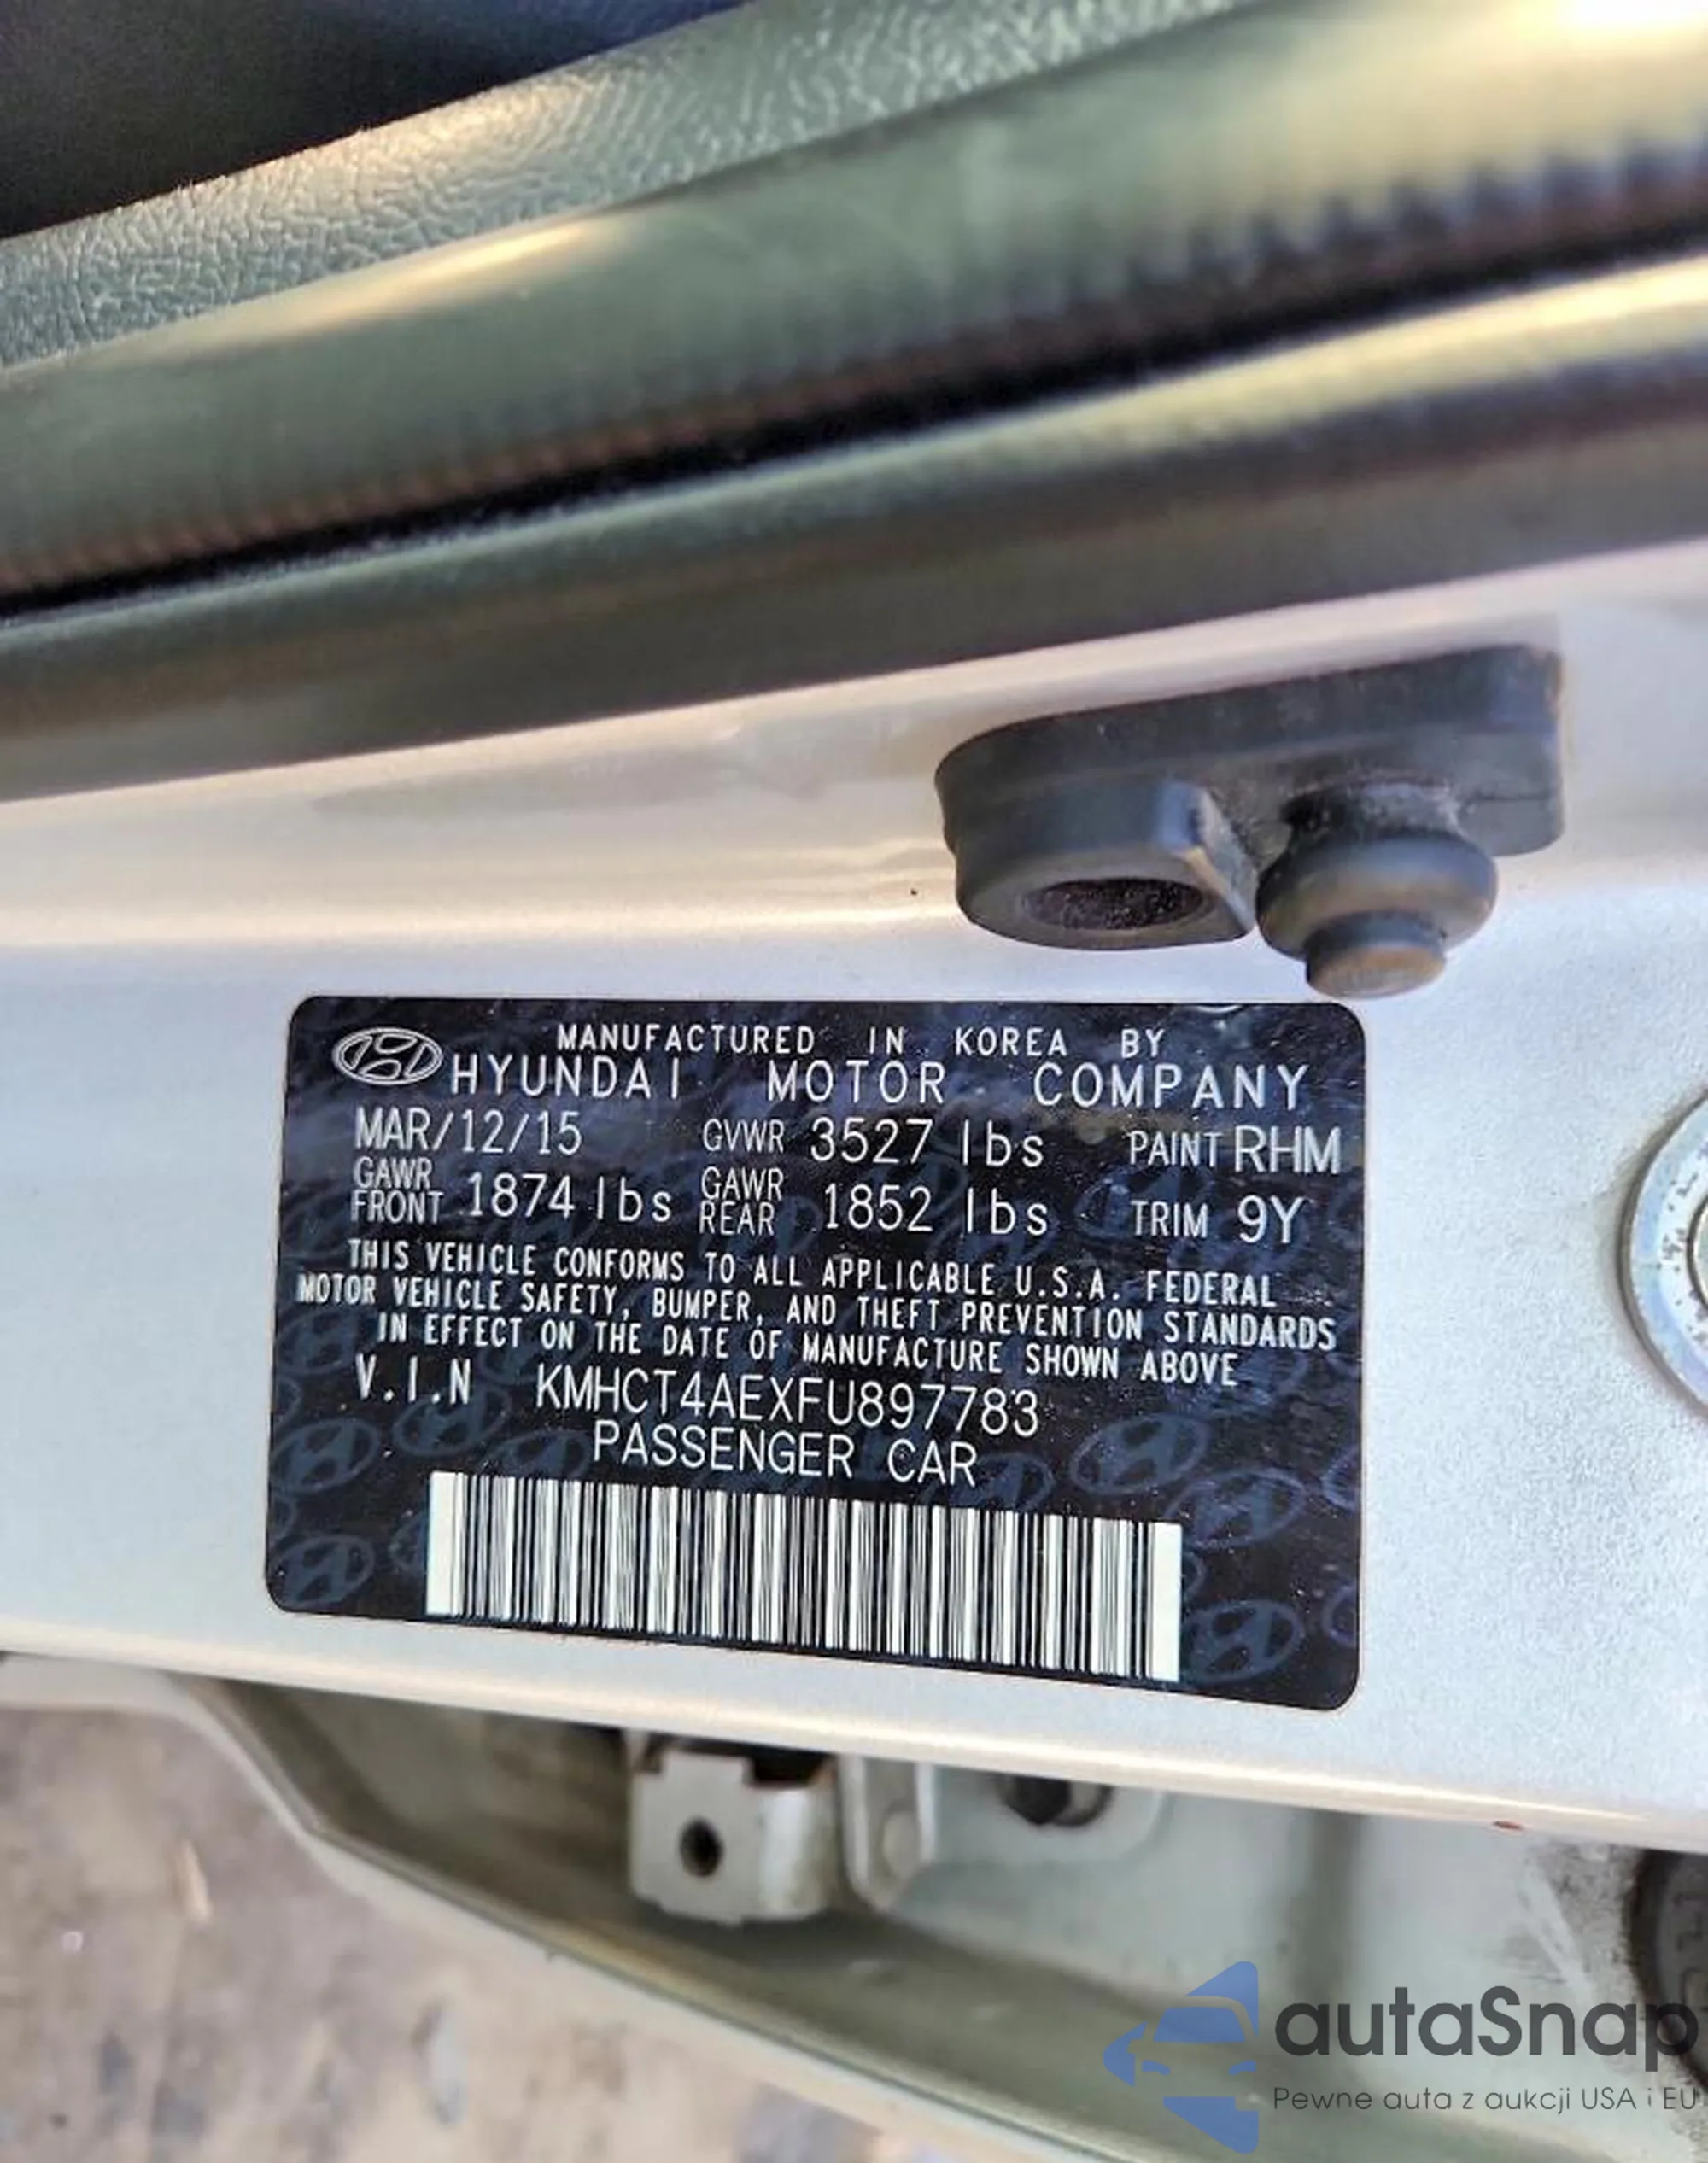 MANUFACTURED IN KOREA BY
HYUNDAI MOTOR COMPANY
MAR/12/15 GVWR 3527 lbs PAINT RHM
GAWR FRONT 1874 lbs GAWR REAR 1852 lbs TRIM 9Y
THIS VEHICLE CONFORMS TO ALL APPLICABLE U.S.A. FEDERAL
MOTOR VEHICLE SAFETY, BUMPER, AND THEFT PREVENTION STANDARDS
IN EFFECT ON THE DATE OF MANUFACTURE SHOWN ABOVE
V.I.N KMHCT4AEXFU897783
PASSENGER CAR
autaSnap
Pewne auta z aukcji USA i EU